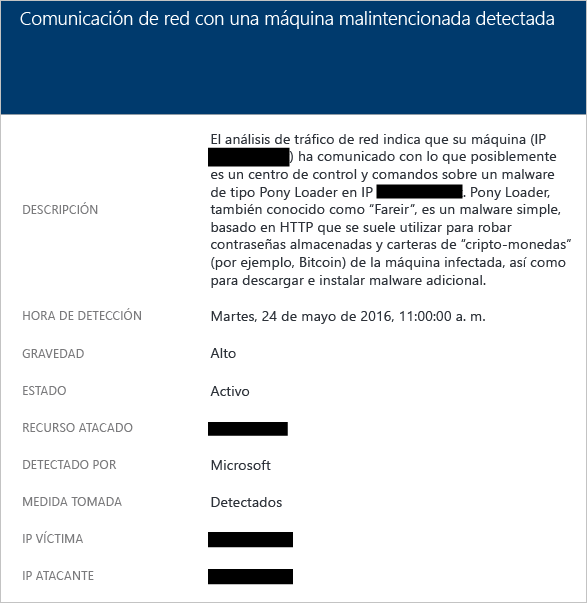 Comunicación de red con una máquina malintencionada detectada
El análisis de tráfico de red indica que su máquina (IP
) ha comunicado con lo que posiblemente
es un centro de control y comandos sobre un malware
de tipo Pony Loader en IP . Pony Loader,
también conocido como “Fareir”, es un malware simple,
basado en HTTP que se suele utilizar para robar
contraseñas almacenadas y carteras de “cripto-monedas”
(por ejemplo, Bitcoin) de la máquina infectada, así como
para descargar e instalar malware adicional.
DESCRIPCIÓN
HORA DE DETECCIÓN Martes, 24 de mayo de 2016, 11:00:00 a. m.
GRAVEDAD Alto
ESTADO Activo
RECURSO ATACADO
DETECTADO POR Microsoft
MEDIDA TOMADA Detectados
IP VÍCTIMA
IP ATACANTE